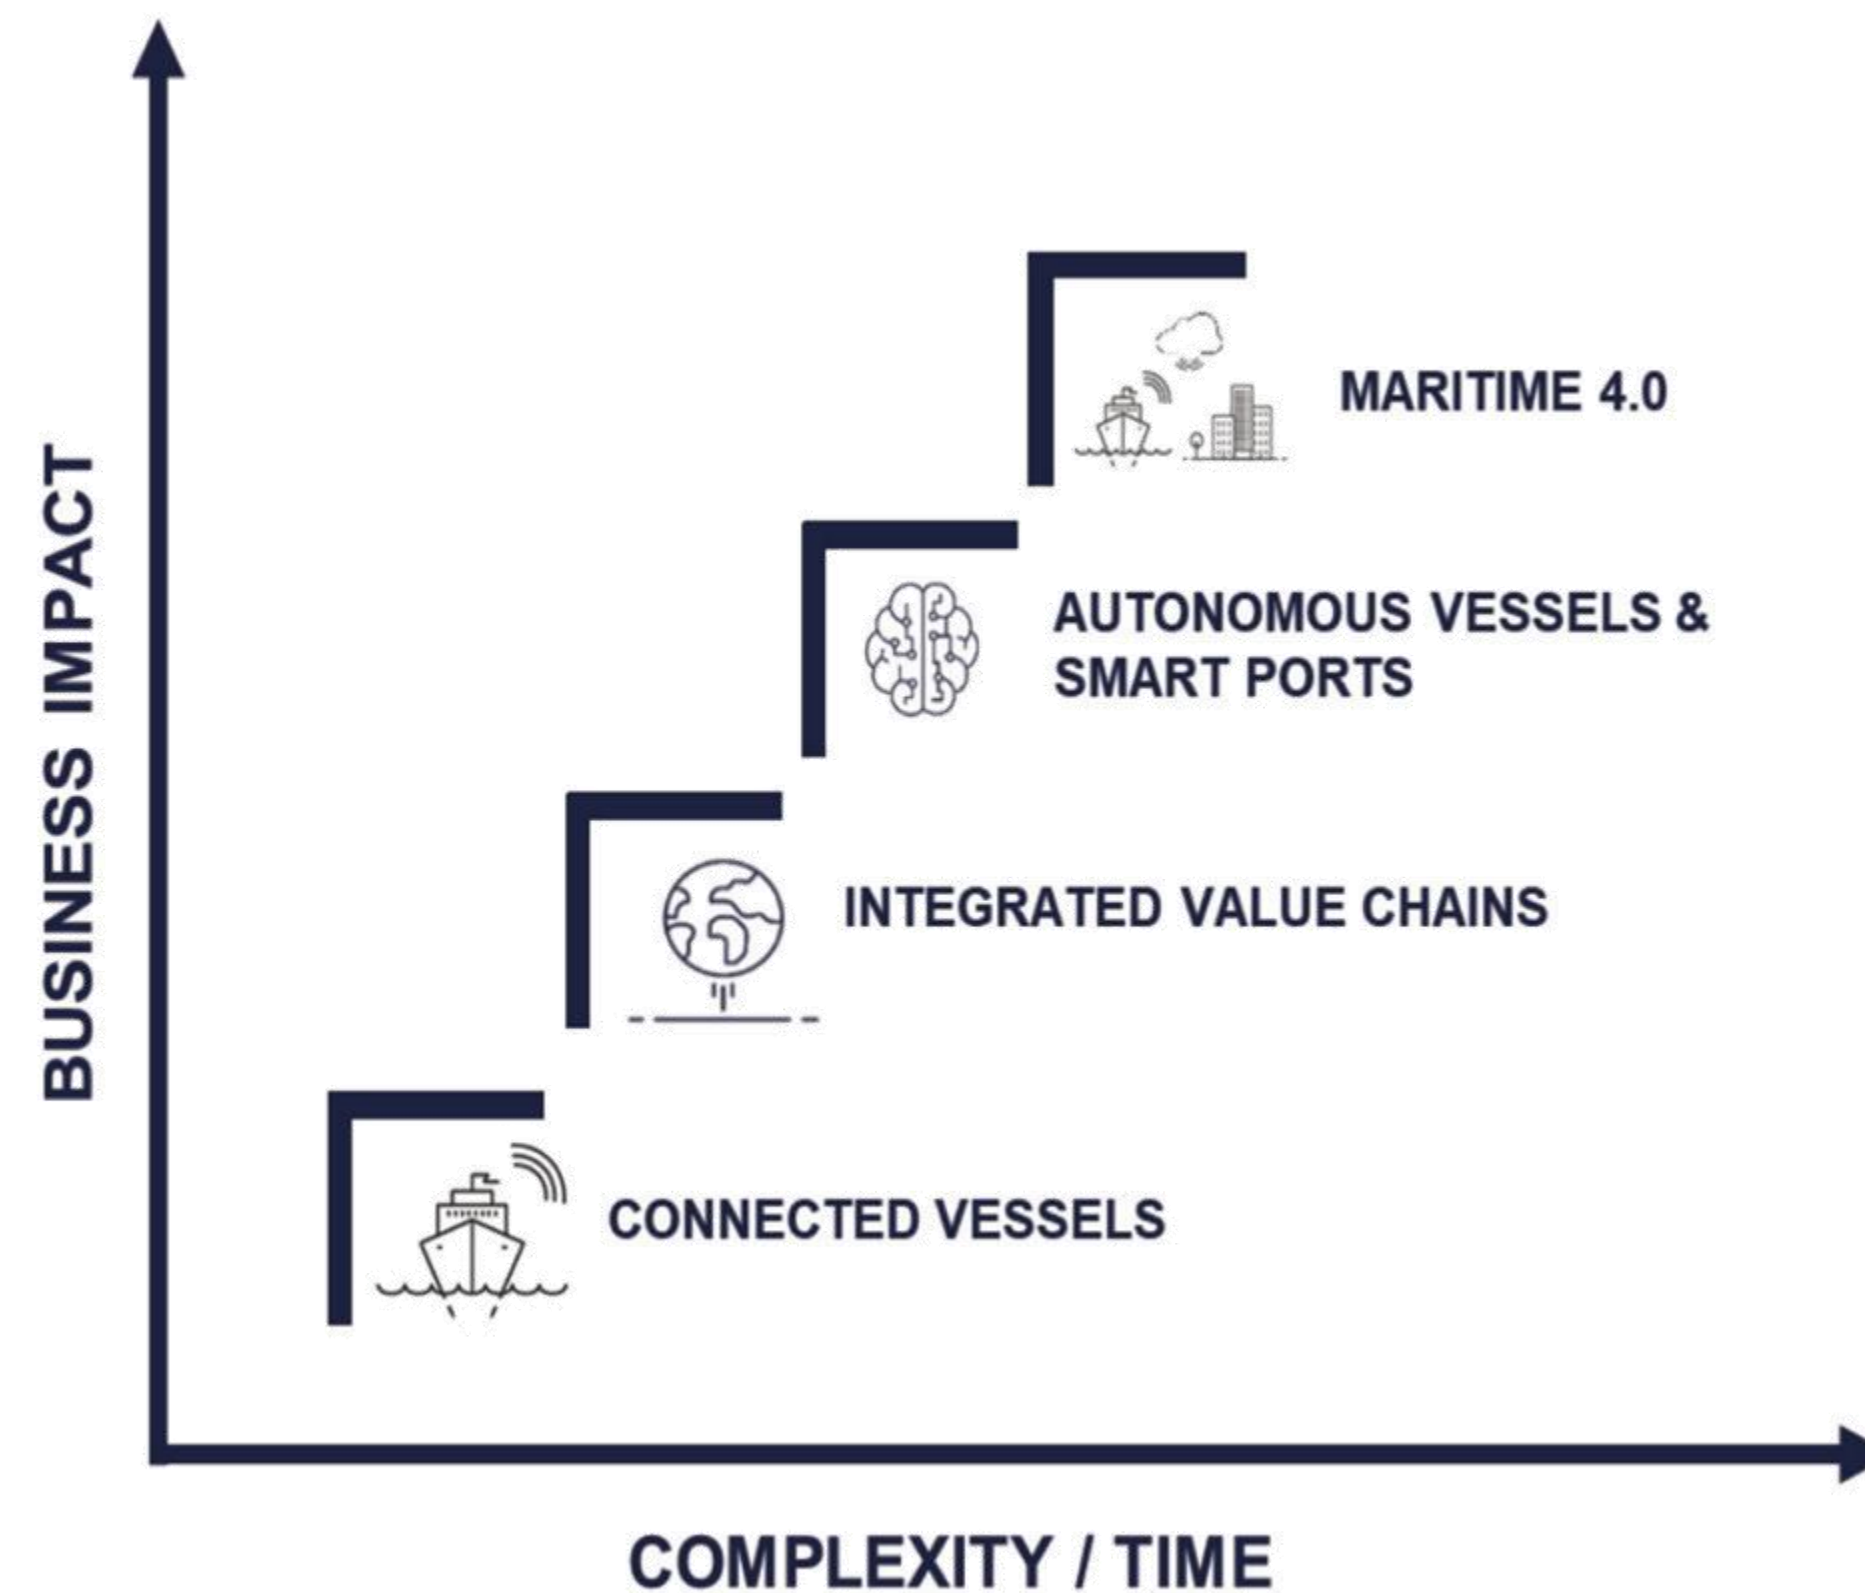 BUSINESS IMPACT
MARITIME 4.0
AUTONOMOUS VESSELS &
SMART PORTS
INTEGRATED VALUE CHAINS
CONNECTED VESSELS
COMPLEXITY / TIME